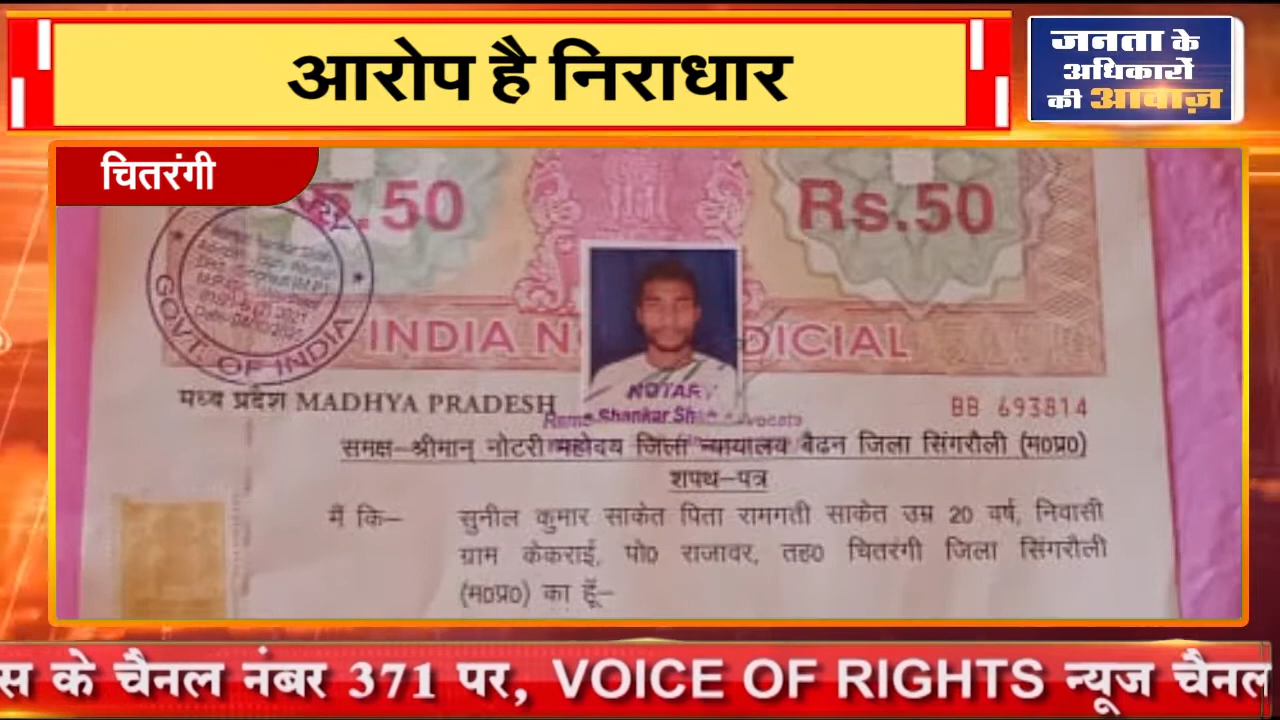 आरोप है निराधार
जनता के
अधिकारों
की आवाज़
चितरंगी
Rs.50
GOVT. OF INDIA
INDIA
DICIAL
मध्य प्रदेश MADHYA PRADESH
NOTARY
Shankar
BB 693814
समक्ष–श्रीमान् नोटरी महोदय जिला न्यायालय बैढन जिला सिंगरौली (म0प्र0)
शपथ–पत्र
मैं कि–
सुनील कुमार साकेत पिता रामगती साकेत उम्र 20 वर्ष, निवासी
ग्राम केकराई, पो0 राजावर, तह0 चितरंगी जिला सिंगरौली
(म0प्र0) का हूँ–
स के चैनल नंबर 371 पर, VOICE OF RIGHTS न्यूज चैनल